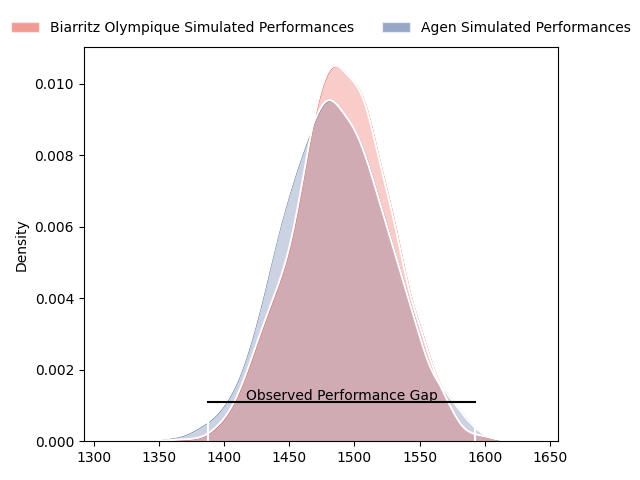 Biarritz Olympique Simulated Performances
Agen Simulated Performances
Density
0.010
0.008
0.006
0.004
0.002
0.000
Observed Performance Gap
1300 1350 1400 1450 1500 1550 1600 1650